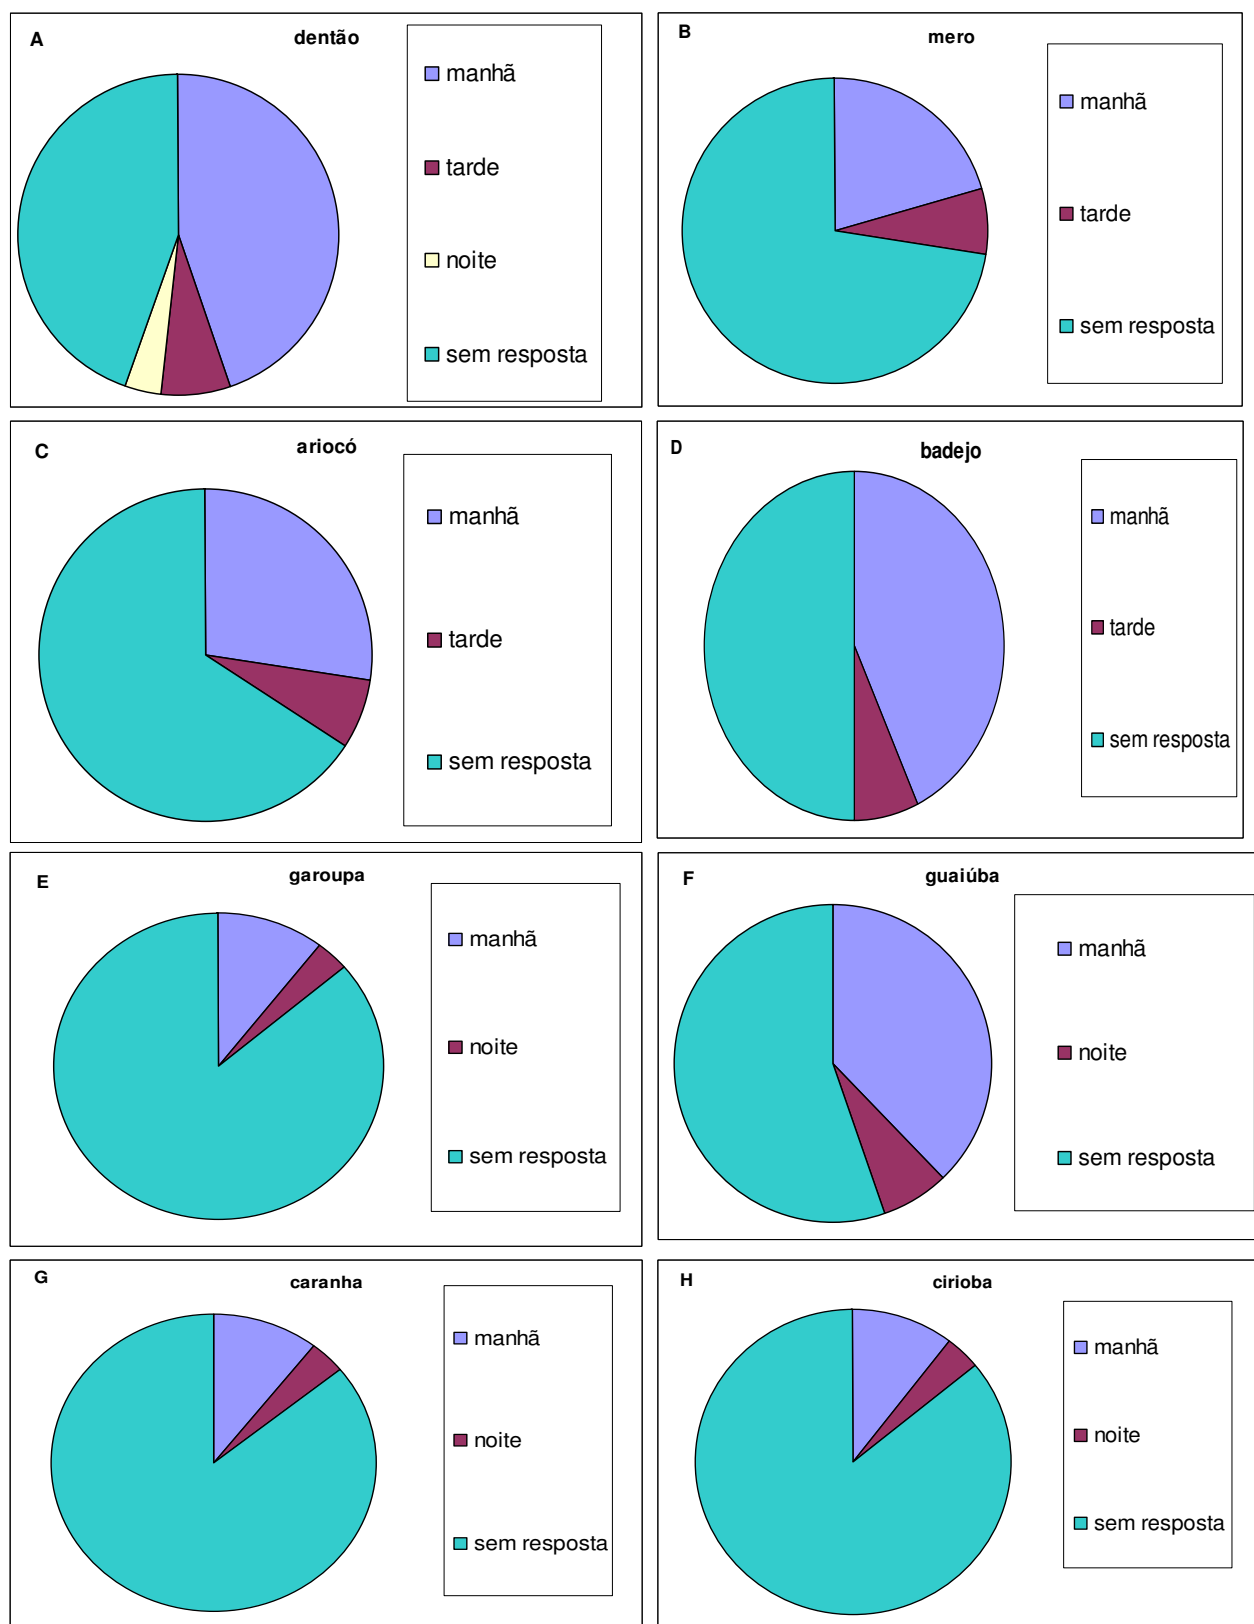 A
dentão
manhã
tarde
noite
sem resposta
B
mero
manhã
tarde
sem resposta
C
ariocó
manhã
tarde
sem resposta
D
badejo
manhã
tarde
sem resposta
E
garoupa
manhã
noite
sem resposta
F
guaiúba
manhã
noite
sem resposta
G
caranha
manhã
noite
sem resposta
H
cirioba
manhã
noite
sem resposta